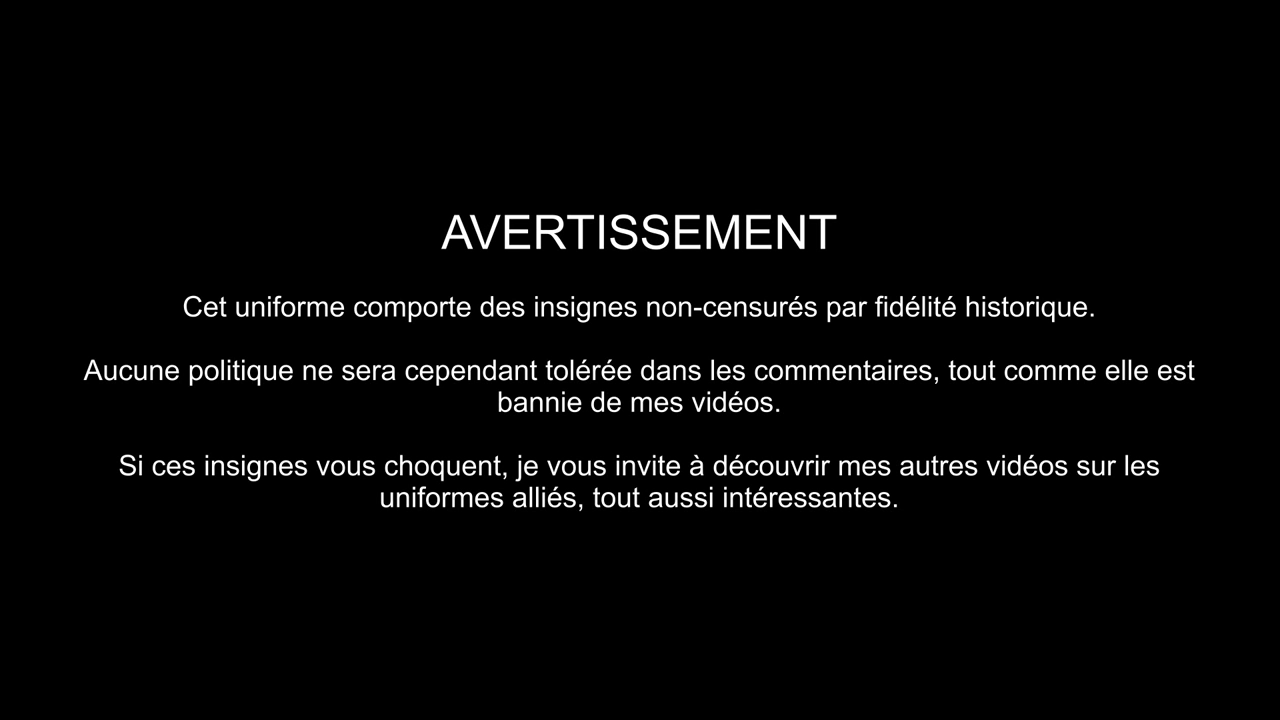 AVERTISSEMENT
Cet uniforme comporte des insignes non-censurés par fidélité historique.
Aucune politique ne sera cependant tolérée dans les commentaires, tout comme elle est
bannie de mes vidéos.
Si ces insignes vous choquent, je vous invite à découvrir mes autres vidéos sur les
uniformes alliés, tout aussi intéressantes.